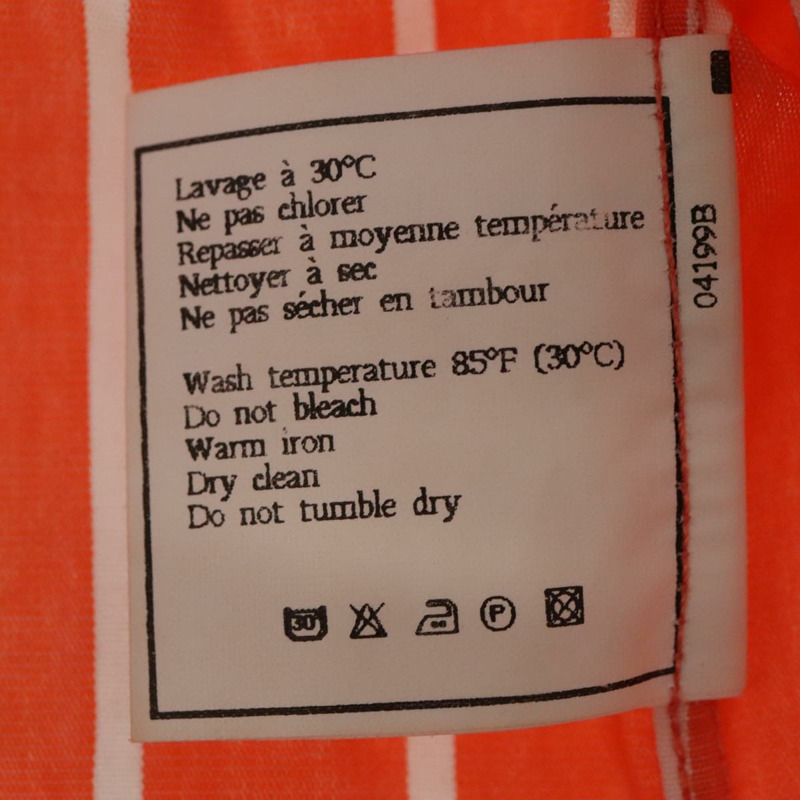 Lavage à 30°C
Ne pas chlorer
Repasser à moyenne température
Nettoyer à sec
Ne pas sécher en tambour
Wash temperature 85°F (30°C)
Do not bleach
Warm iron
Dry clean
Do not tumble dry
30° P
04199B